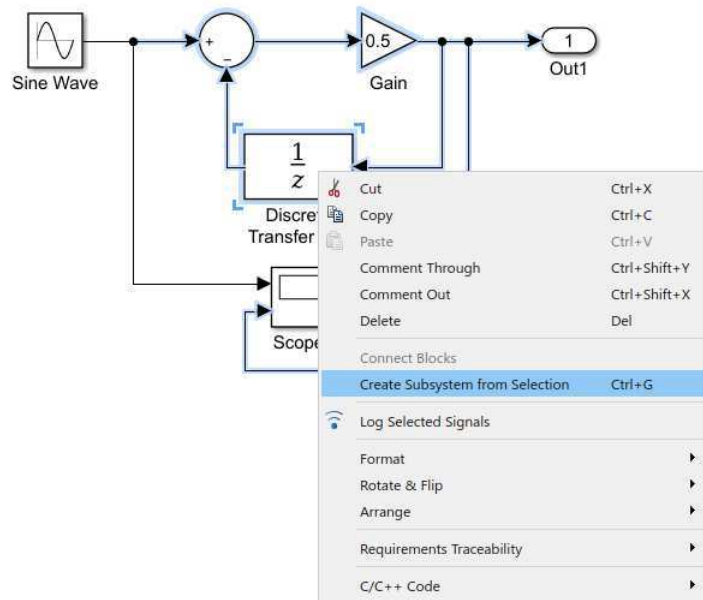 +
−
0.5
1
Sine Wave
Gain
Out1
1
z
Discre
Transfer
Scope
Cut Ctrl+X
Copy Ctrl+C
Paste Ctrl+V
Comment Through Ctrl+Shift+Y
Comment Out Ctrl+Shift+X
Delete Del
Connect Blocks
Create Subsystem from Selection Ctrl+G
Log Selected Signals
Format
Rotate & Flip
Arrange
Requirements Traceability
C/C++ Code